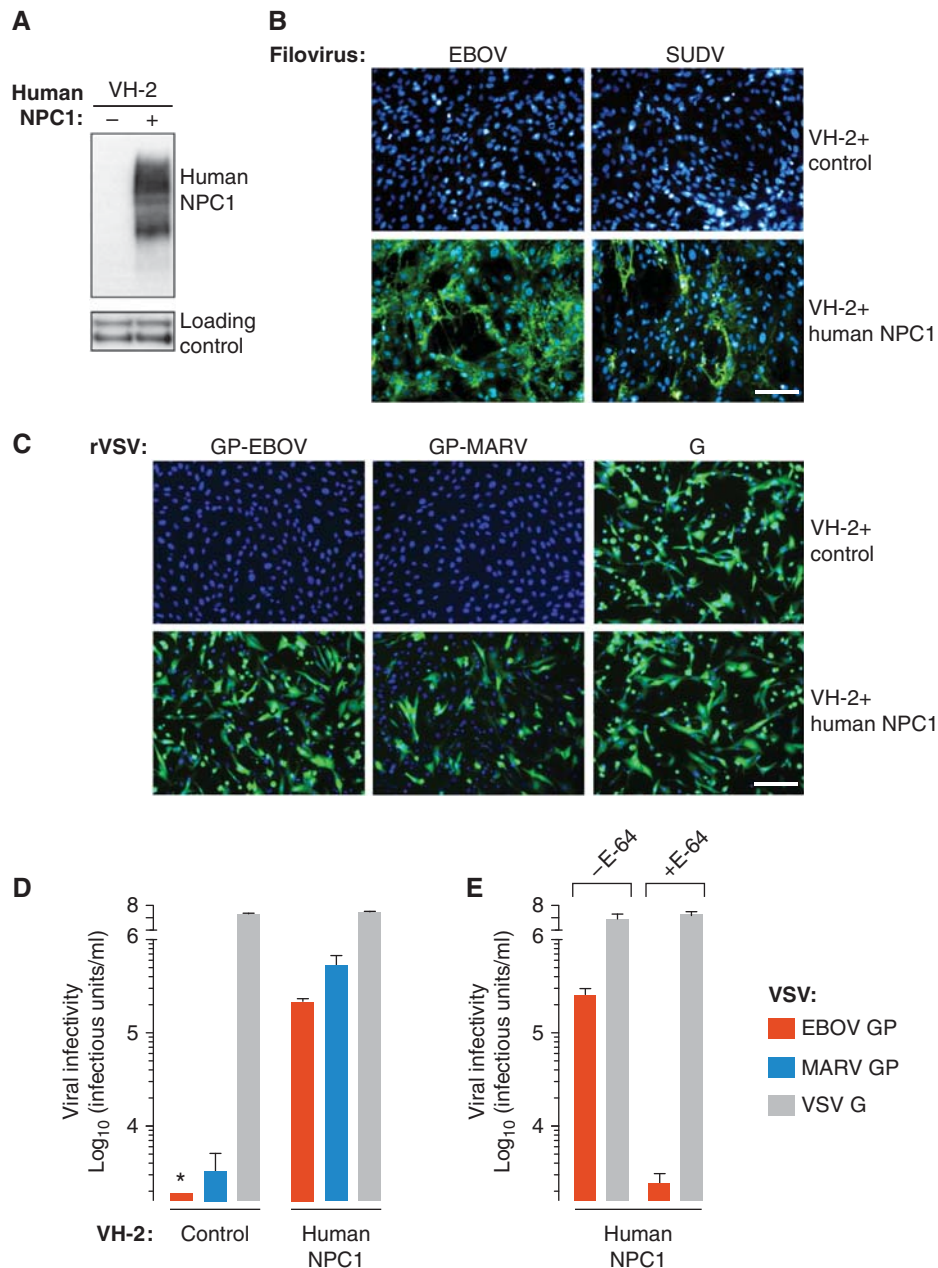 A
VH-2
Human
NPC1:
– +
Human
NPC1
Loading
control
B
Filovirus: EBOV SUDV
VH-2+
control
VH-2+
human NPC1
C
rVSV: GP-EBOV GP-MARV G
VH-2+
control
VH-2+
human NPC1
D
Viral infectivity
Log10 (infectious units/ml)
8
6
5
4
*
VH-2: Control Human
NPC1
E
–E-64 +E-64
Viral infectivity
Log10 (infectious units/ml)
8
6
5
4
Human
NPC1
VSV:
EBOV GP
MARV GP
VSV G